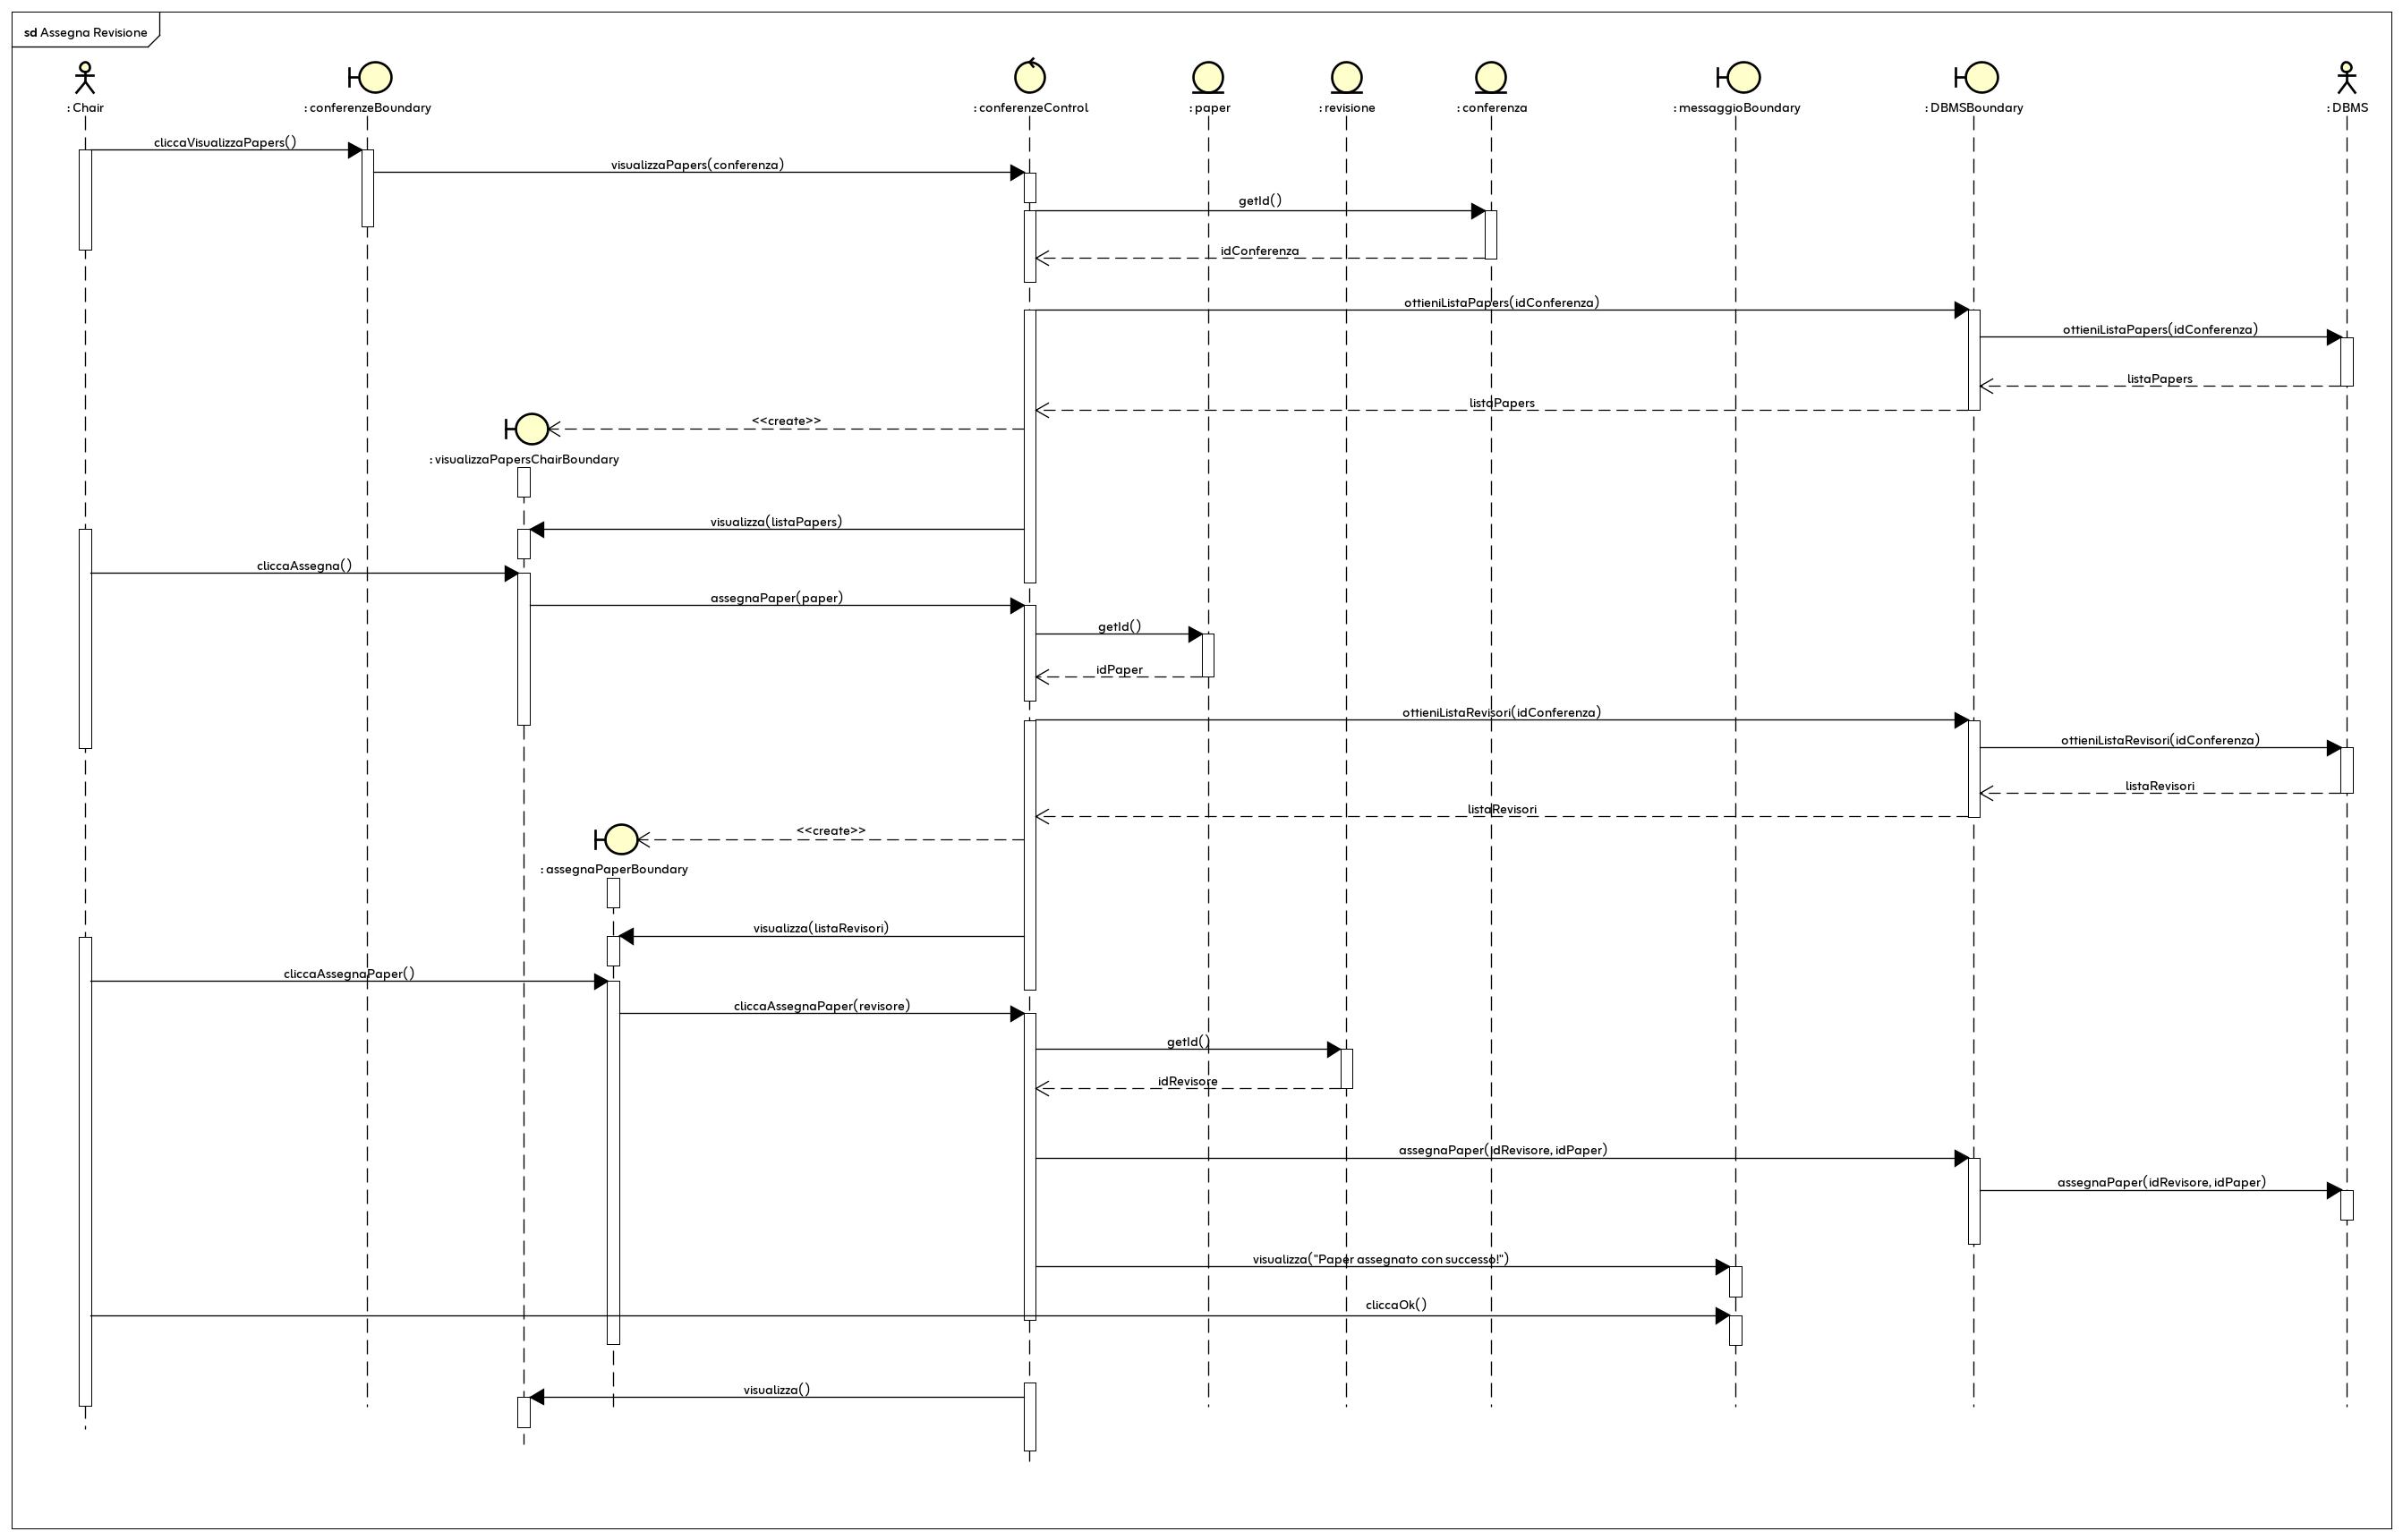 sd Assegna Revisione
: Chair
: conferenzeBoundary
: conferenzeControl
: paper
: revisione
: conferenza
: messaggioBoundary
: DBMSBoundary
: DBMS
cliccaVisualizzaPapers()
visualizzaPapers(conferenza)
getId()
idConferenza
ottieniListaPapers(idConferenza)
ottieniListaPapers(idConferenza)
listaPapers
listaPapers
<<create>>
: visualizzaPapersChairBoundary
visualizza(listaPapers)
cliccaAssegna()
assegnaPaper(paper)
getId()
idPaper
ottieniListaRevisori(idConferenza)
ottieniListaRevisori(idConferenza)
listaRevisori
listaRevisori
<<create>>
: assegnaPaperBoundary
visualizza(listaRevisori)
cliccaAssegnaPaper()
cliccaAssegnaPaper(revisore)
getId()
idRevisore
assegnaPaper(idRevisore, idPaper)
assegnaPaper(idRevisore, idPaper)
visualizza("Paper assegnato con successo!")
cliccaOk()
visualizza()